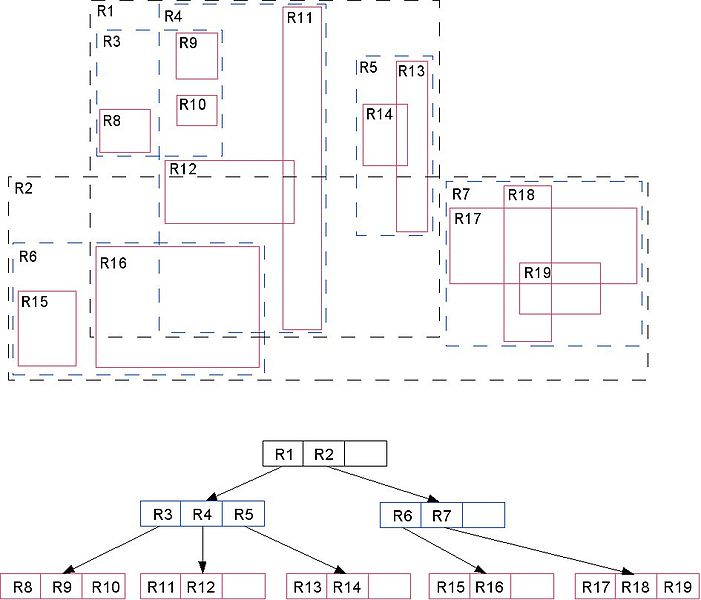 R1
R4
R11
R3
R9
R5
R13
R10
R14
R8
R12
R2
R7
R18
R17
R6
R16
R19
R15
R1 R2
R3 R4 R5
R6 R7
R8 R9 R10
R11 R12
R13 R14
R15 R16
R17 R18 R19